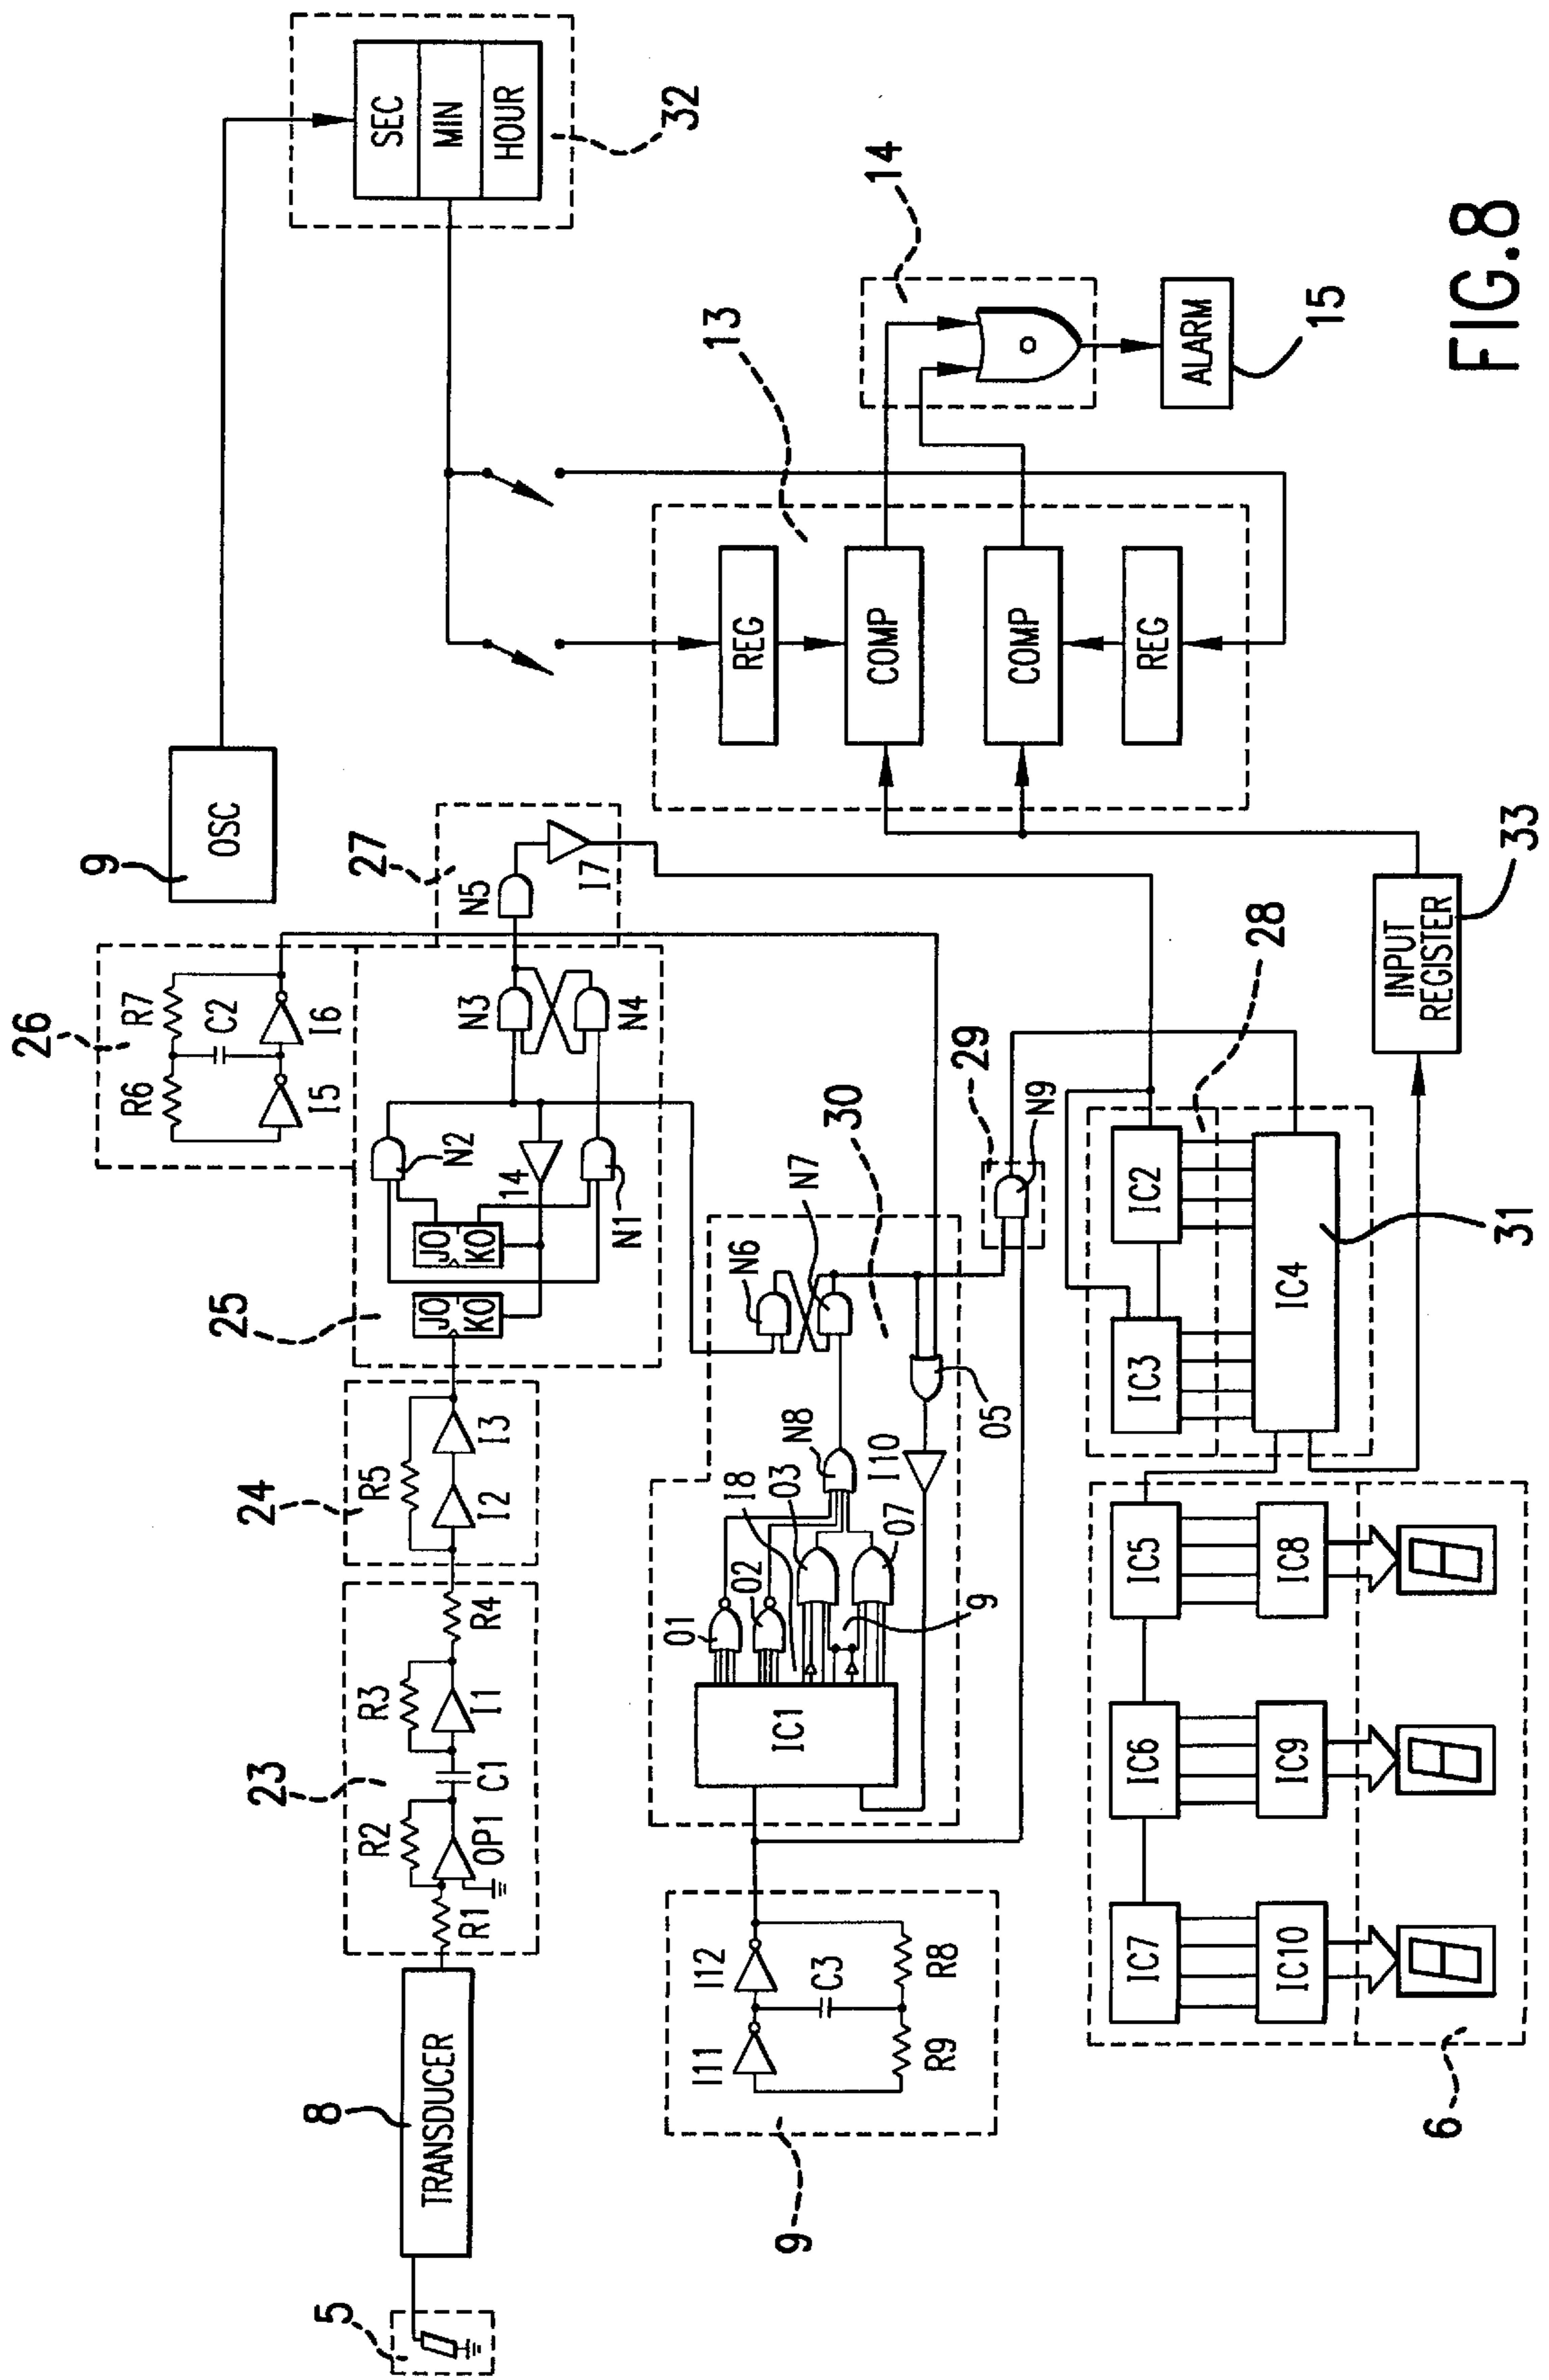 5
8
TRANSDUCER
23
R1
R2
OP1
C1
R3
I1
R4
24
R5
I2
I3
25
JO
KO
JO
KO
14
N2
N1
N3
N4
26
R6
R7
C2
I5
I6
27
N5
I7
9
OSC
SEC
MIN
HOUR
32
9
I11
I12
C3
R9
R8
IC1
O1
O2
I8
O3
9
O7
N8
I10
O5
N6
N7
30
29
N9
13
REG
COMP
COMP
REG
14
O
ALARM
15
IC7
IC6
IC5
IC10
IC9
IC8
6
IC3
IC2
28
IC4
31
INPUT
REGISTER
33
FIG.8